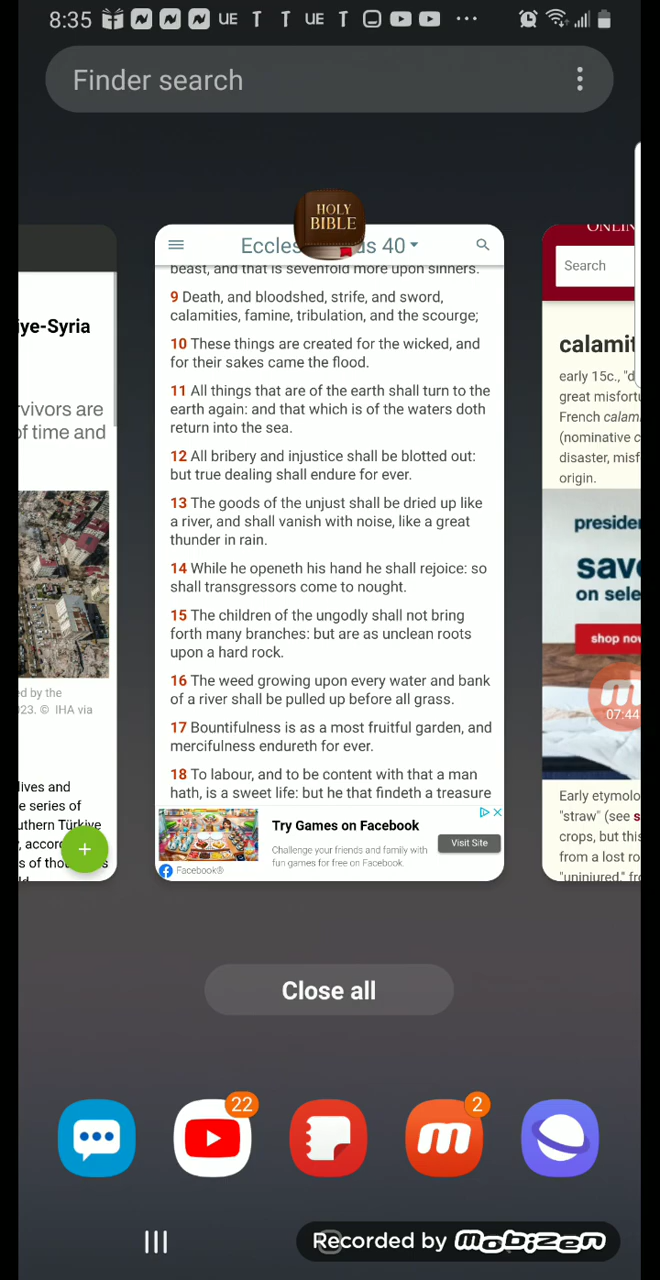 8:35 UE T T UE T
Finder search
HOLY
BIBLE
Eccles us 40
beast, and that is sevenfold more upon sinners.
9 Death, and bloodshed, strife, and sword,
calamities, famine, tribulation, and the scourge;
10 These things are created for the wicked, and
for their sakes came the flood.
11 All things that are of the earth shall turn to the
earth again: and that which is of the waters doth
return into the sea.
12 All bribery and injustice shall be blotted out:
but true dealing shall endure for ever.
13 The goods of the unjust shall be dried up like
a river, and shall vanish with noise, like a great
thunder in rain.
14 While he openeth his hand he shall rejoice: so
shall transgressors come to nought.
15 The children of the ungodly shall not bring
forth many branches: but are as unclean roots
upon a hard rock.
16 The weed growing upon every water and bank
of a river shall be pulled up before all grass.
17 Bountifulness is as a most fruitful garden, and
mercifulness endureth for ever.
18 To labour, and to be content with that a man
hath, is a sweet life: but he that findeth a treasure
Try Games on Facebook
Challenge your friends and family with
fun games for free on Facebook.
Visit Site
Facebook®
iye-Syria
rvivors are
of time and
ed by the
023. © IHA via
lives and
e series of
uthern Türkiye
, accor
s of thou s
ONLIN
Search
calamit
early 15c., "d
great misfortu
French calam
(nominative c
disaster, misf
origin.
presiden
save
on sele
shop now
07:44
Early etymolo
"straw" (see s
crops, but this
from a lost ro
"uninjured," fro
Close all
22
2
Recorded by mobizen